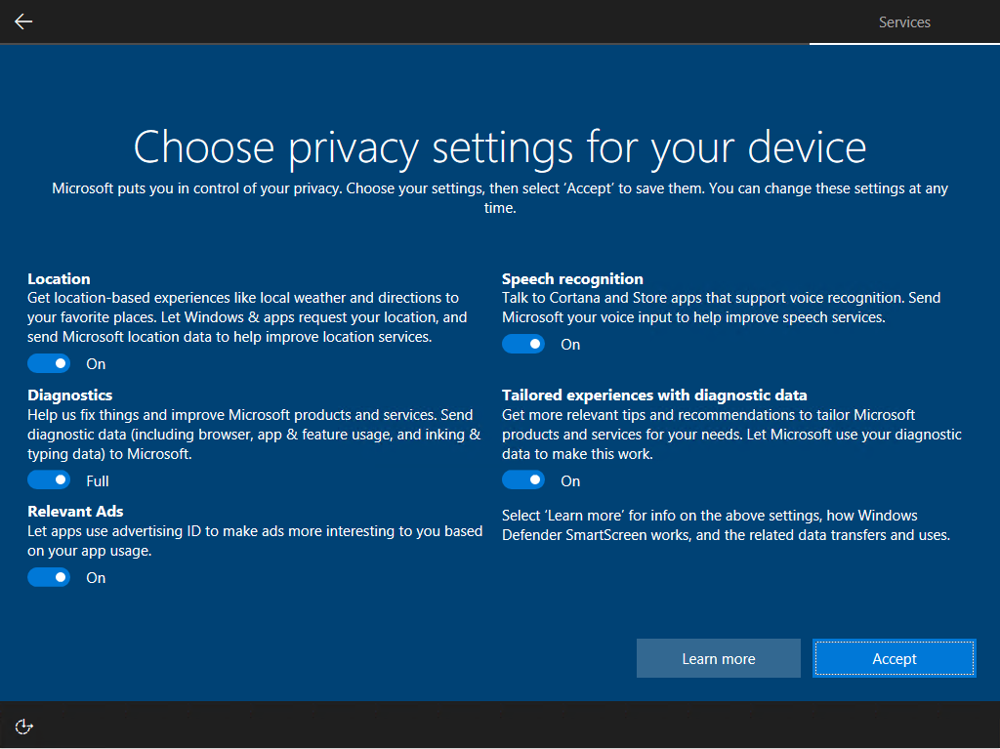 Services
Choose privacy settings for your device
Microsoft puts you in control of your privacy. Choose your settings, then select ‘Accept’ to save them. You can change these settings at any
time.
Location
Get location-based experiences like local weather and directions to
your favorite places. Let Windows & apps request your location, and
send Microsoft location data to help improve location services.
On
Diagnostics
Help us fix things and improve Microsoft products and services. Send
diagnostic data (including browser, app & feature usage, and inking &
typing data) to Microsoft.
Full
Relevant Ads
Let apps use advertising ID to make ads more interesting to you based
on your app usage.
On
Speech recognition
Talk to Cortana and Store apps that support voice recognition. Send
Microsoft your voice input to help improve speech services.
On
Tailored experiences with diagnostic data
Get more relevant tips and recommendations to tailor Microsoft
products and services for your needs. Let Microsoft use your diagnostic
data to make this work.
On
Select ‘Learn more’ for info on the above settings, how Windows
Defender SmartScreen works, and the related data transfers and uses.
Learn more
Accept